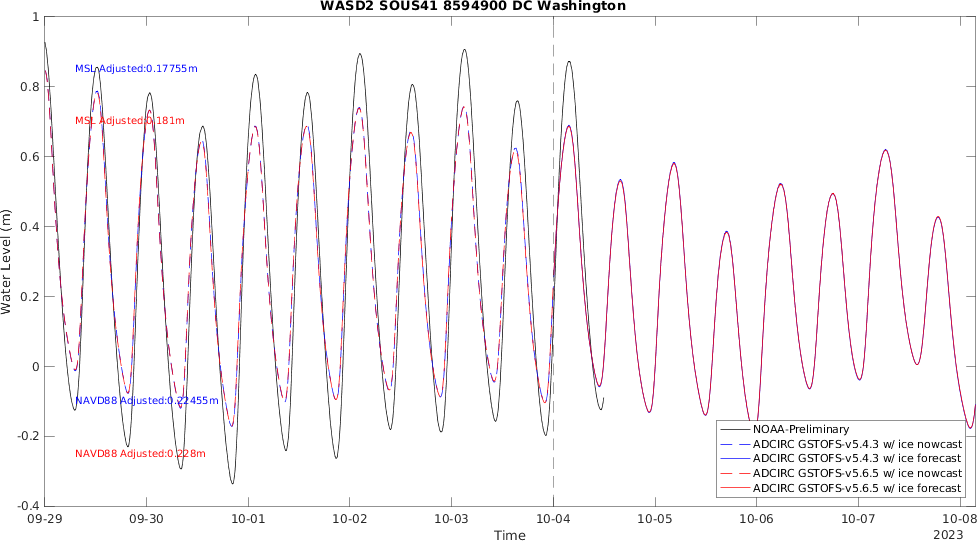 WASD2 SOUS41 8594900 DC Washington
1
0.8
0.6
0.4
0.2
0
-0.2
-0.4
Water Level (m)
MSL Adjusted:0.17755m
MSL Adjusted:0.181m
NAVD88 Adjusted:0.22455m
NAVD88 Adjusted:0.228m
NOAA-Preliminary
ADCIRC GSTOFS-v5.4.3 w/ ice nowcast
ADCIRC GSTOFS-v5.4.3 w/ ice forecast
ADCIRC GSTOFS-v5.6.5 w/ ice nowcast
ADCIRC GSTOFS-v5.6.5 w/ ice forecast
09-29 09-30 10-01 10-02 10-03 10-04 10-05 10-06 10-07 10-08
2023
Time